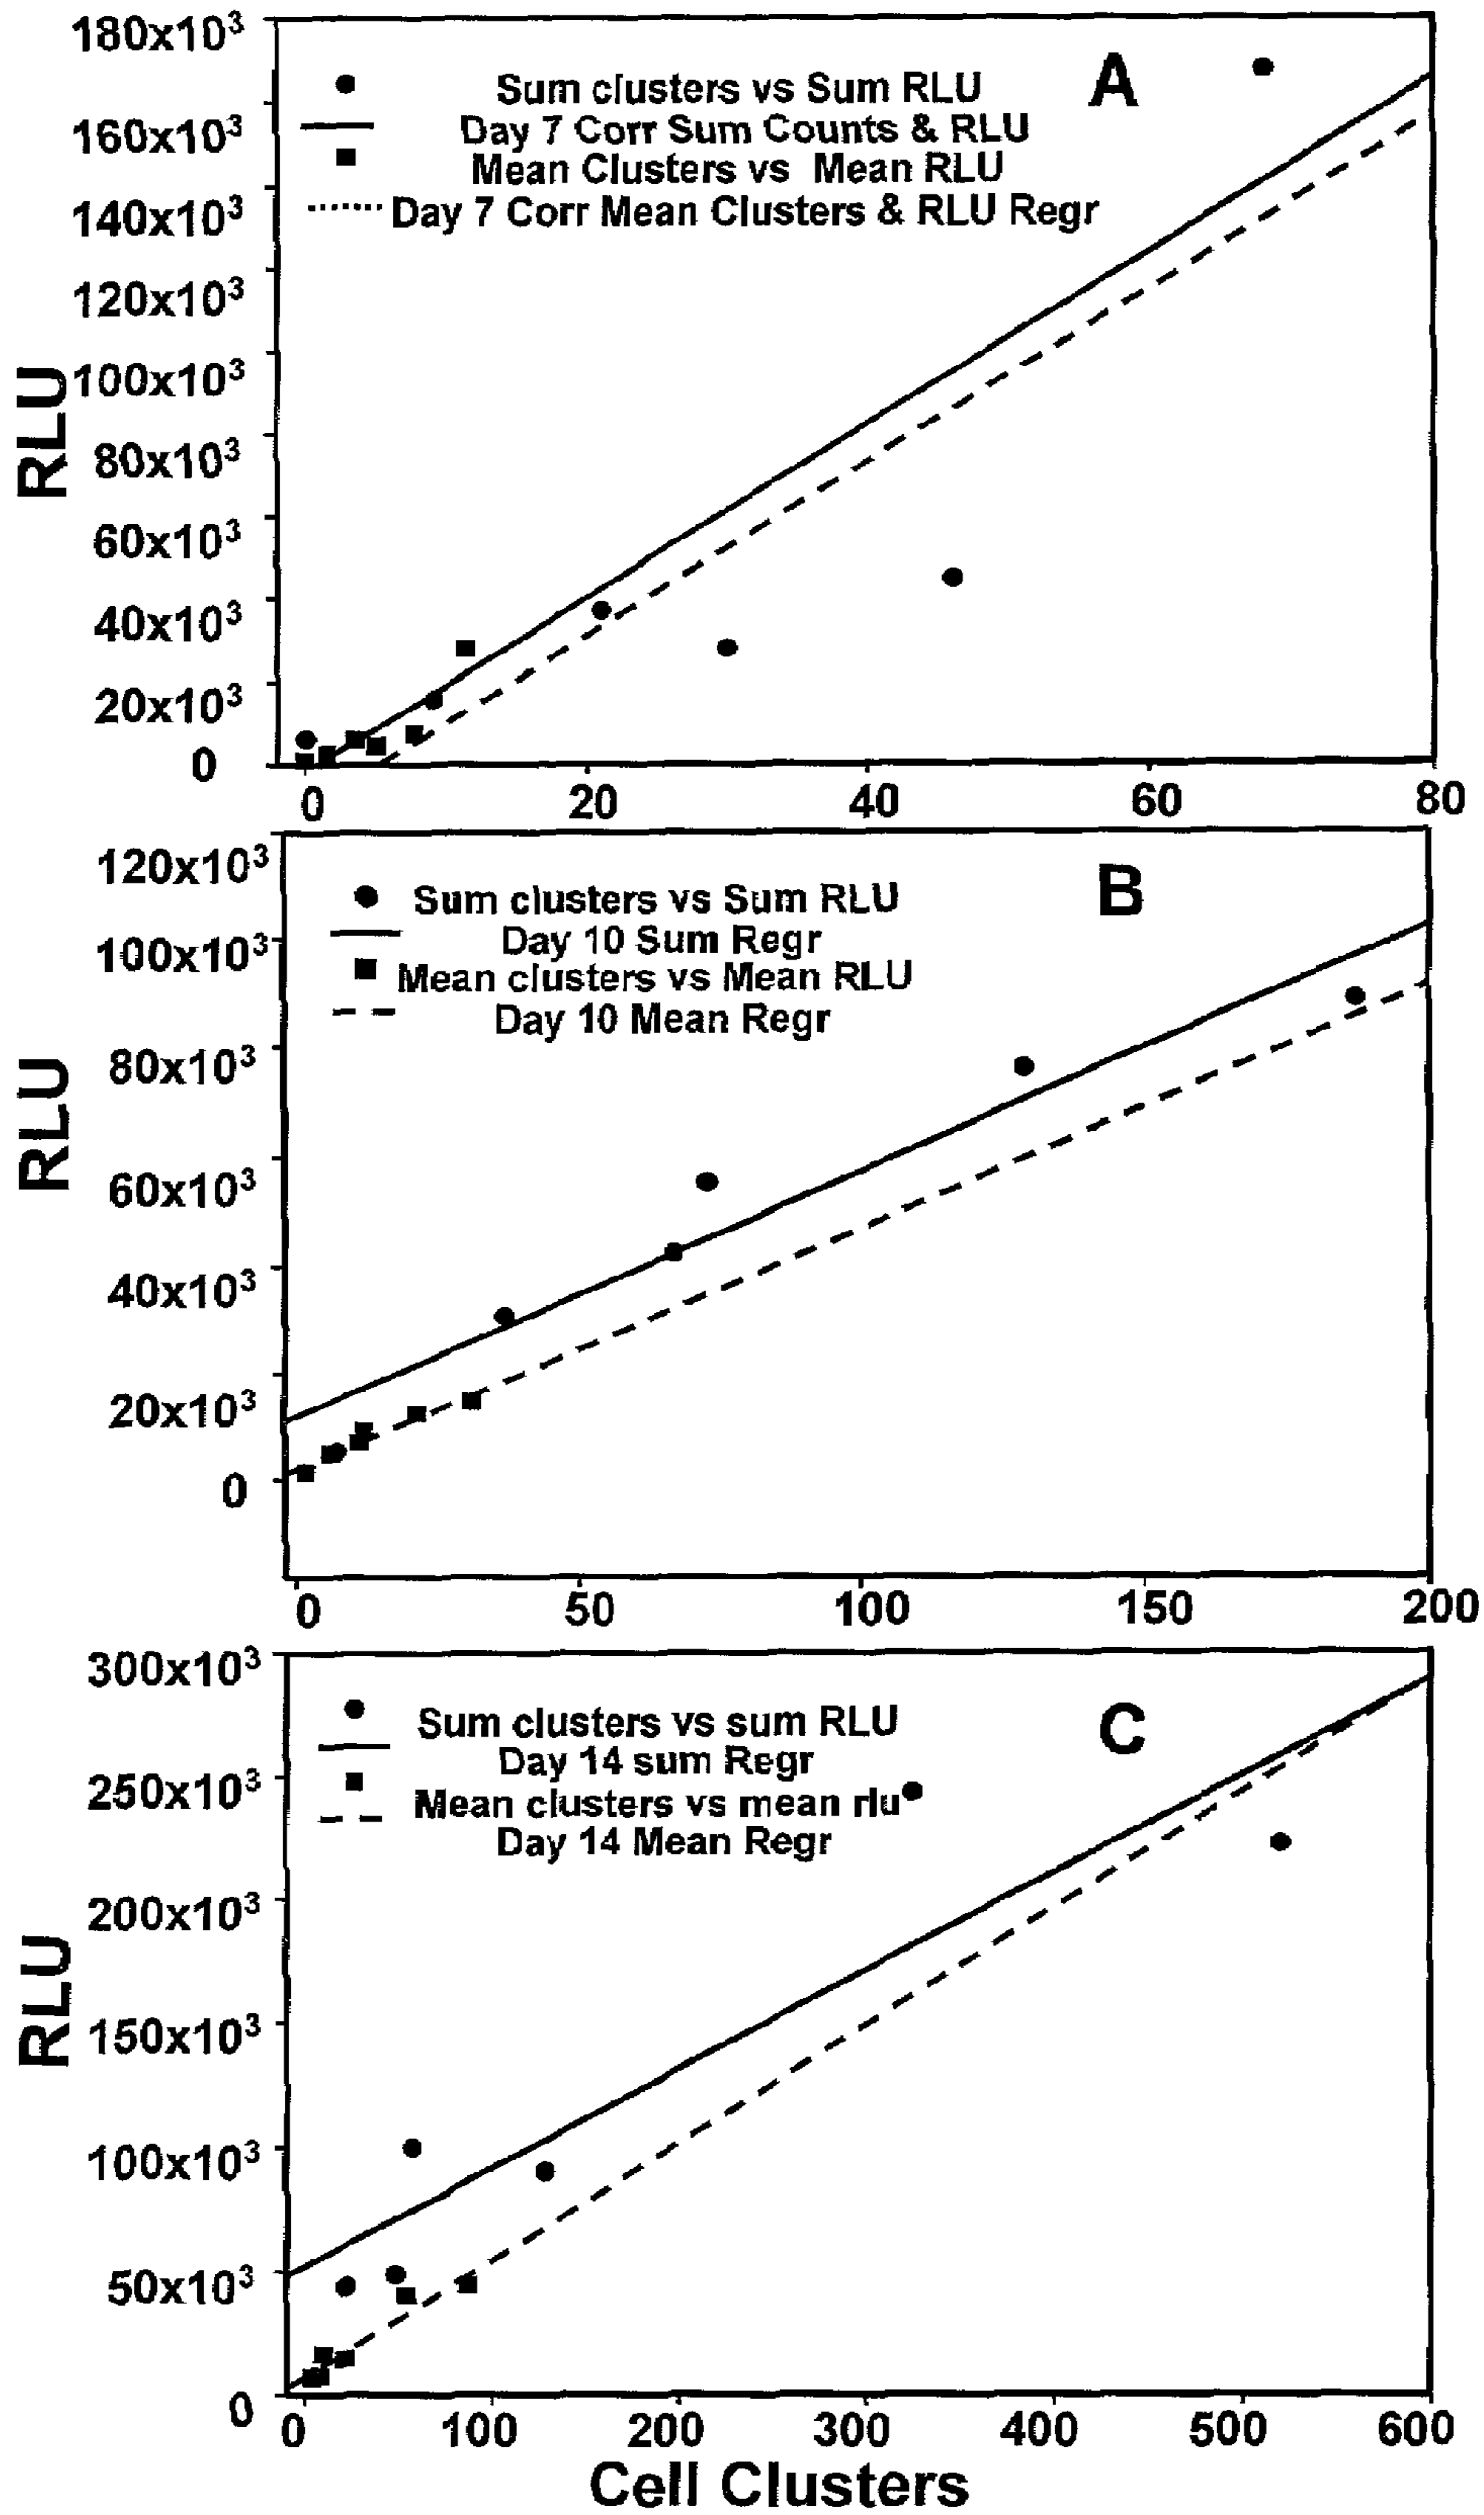 180x10³
160x10³
140x10³
120x10³
100x10³
80x10³
60x10³
40x10³
20x10³
0
RLU
A
Sum clusters vs Sum RLU
Day 7 Corr Sum Counts & RLU
Mean Clusters vs Mean RLU
Day 7 Corr Mean Clusters & RLU Regr
0 20 40 60 80
120x10³
100x10³
80x10³
60x10³
40x10³
20x10³
0
RLU
B
Sum clusters vs Sum RLU
Day 10 Sum Regr
Mean clusters vs Mean RLU
Day 10 Mean Regr
0 50 100 150 200
300x10³
250x10³
200x10³
150x10³
100x10³
50x10³
0
RLU
C
Sum clusters vs sum RLU
Day 14 sum Regr
Mean clusters vs mean rlu
Day 14 Mean Regr
0 100 200 300 400 500 600
Cell Clusters